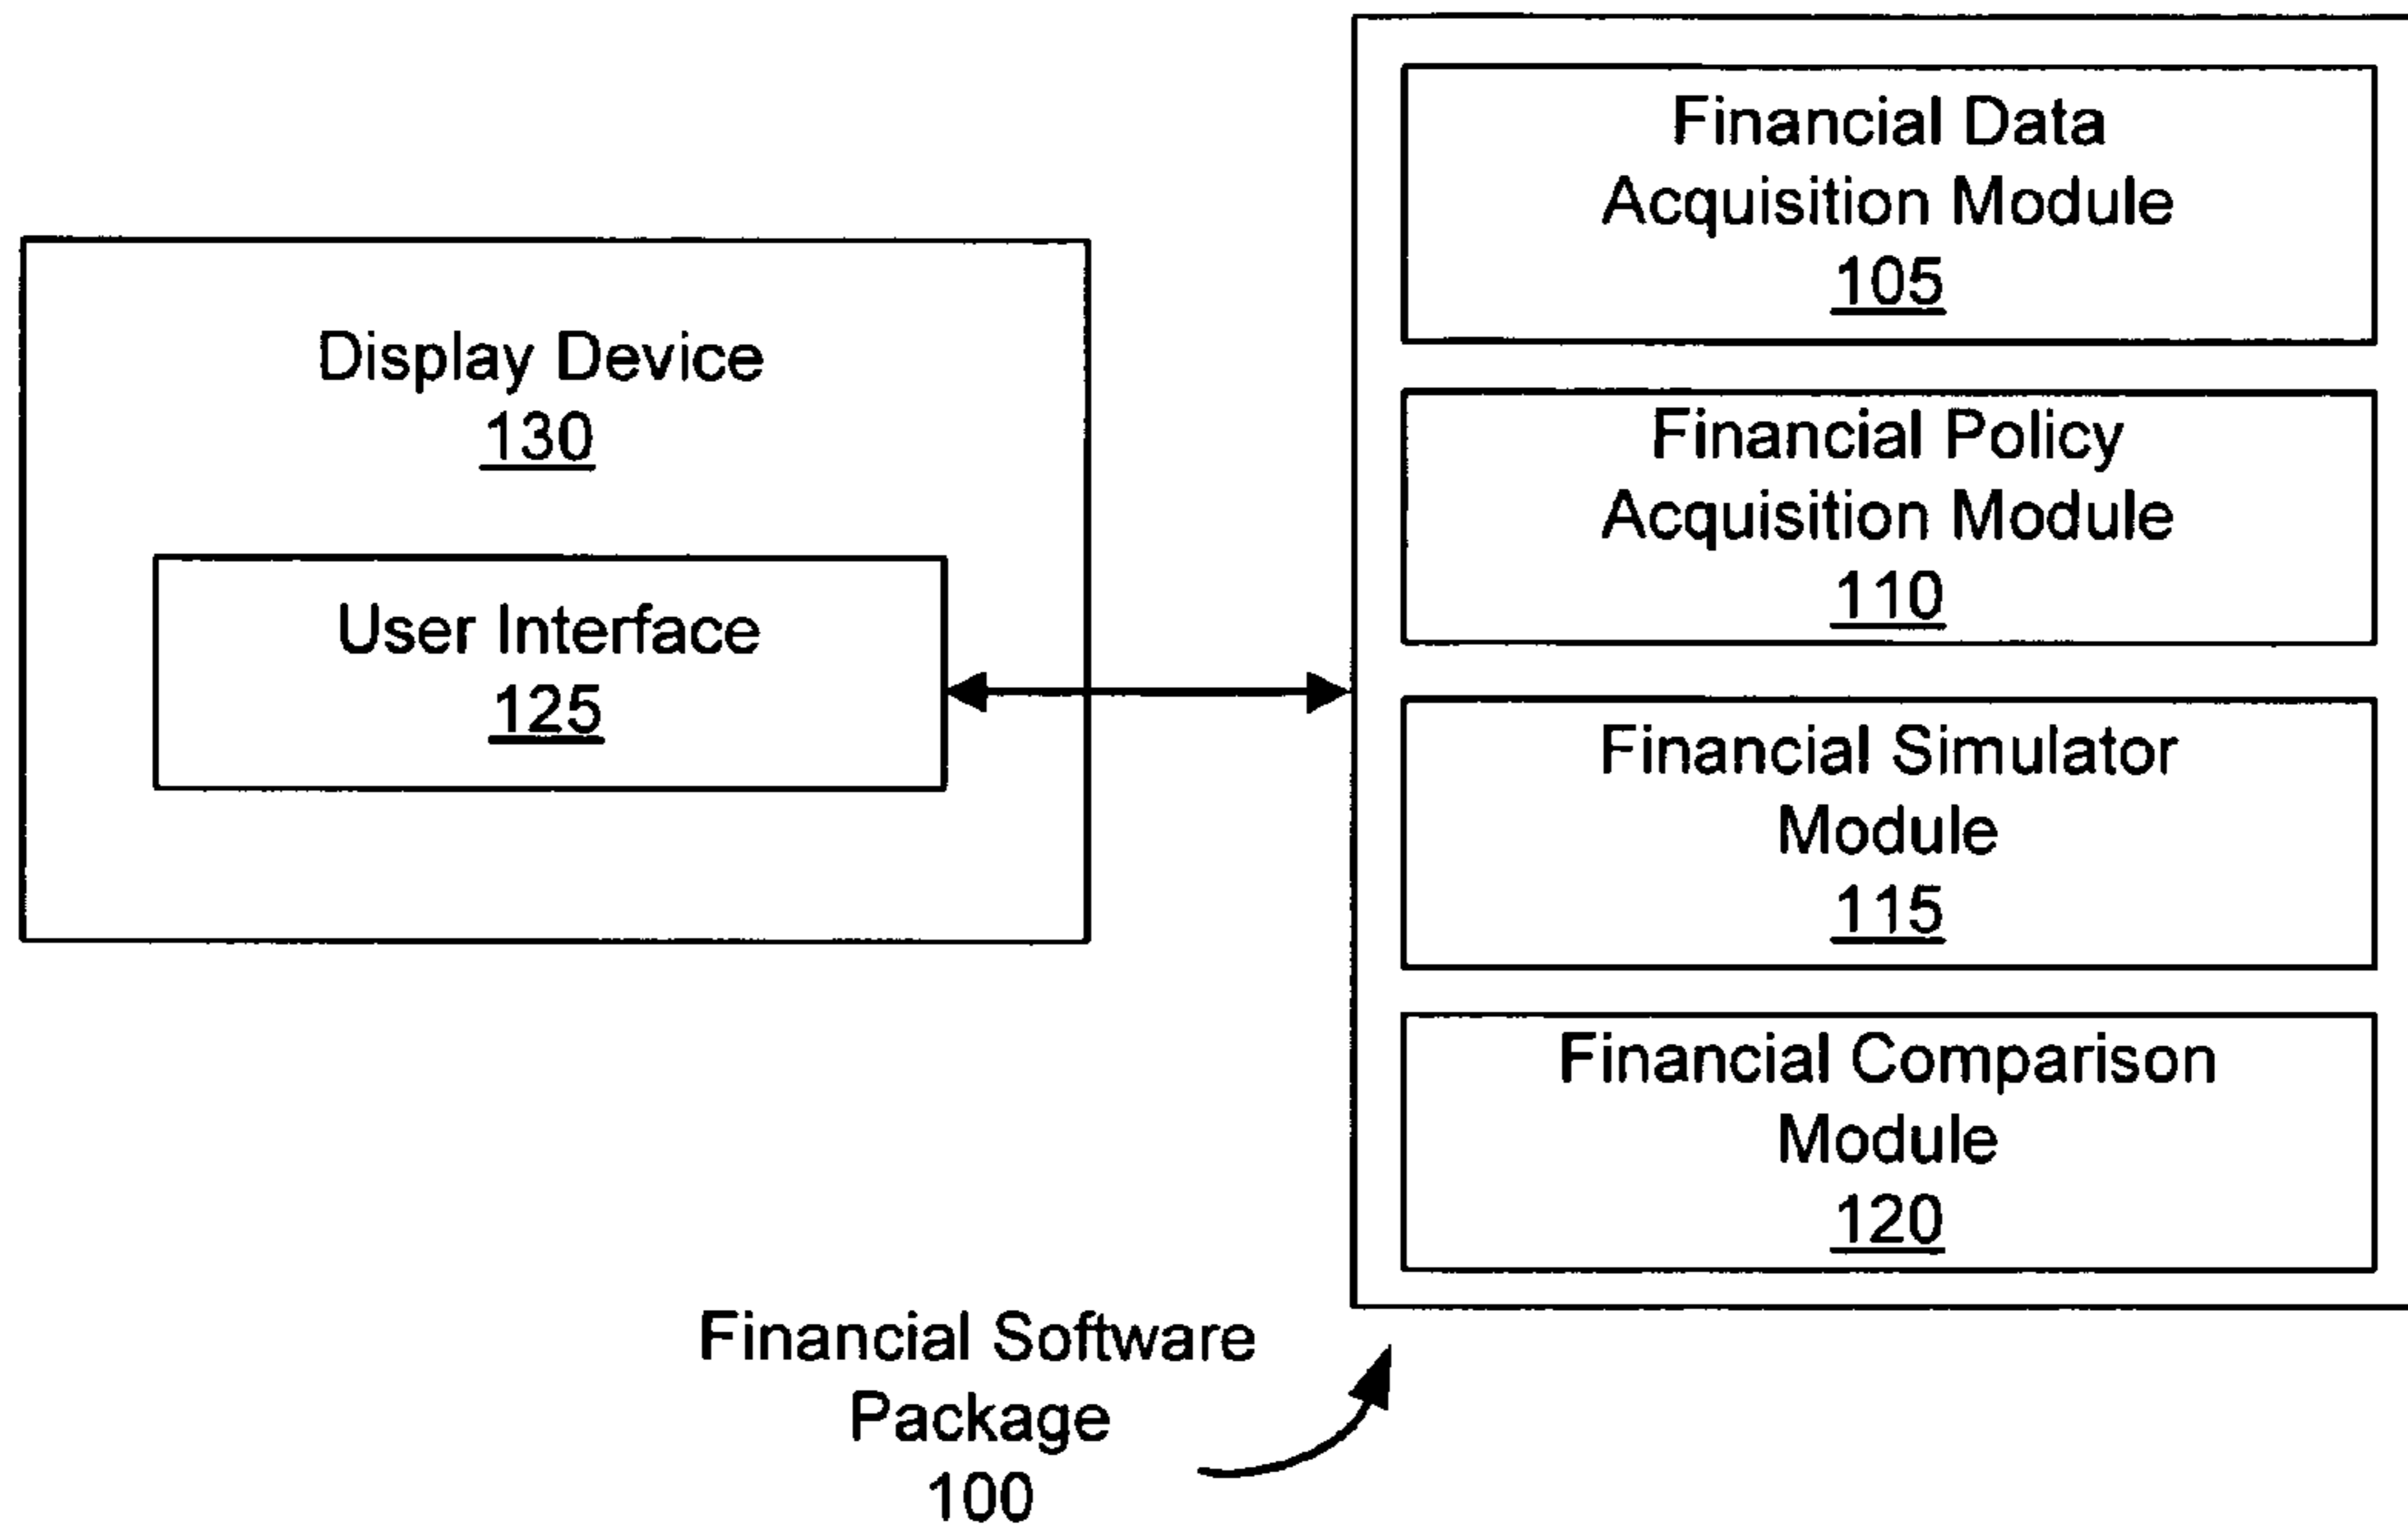 Display Device
130
User Interface
125
Financial Data
Acquisition Module
105
Financial Policy
Acquisition Module
110
Financial Simulator
Module
115
Financial Comparison
Module
120
Financial Software
Package
100